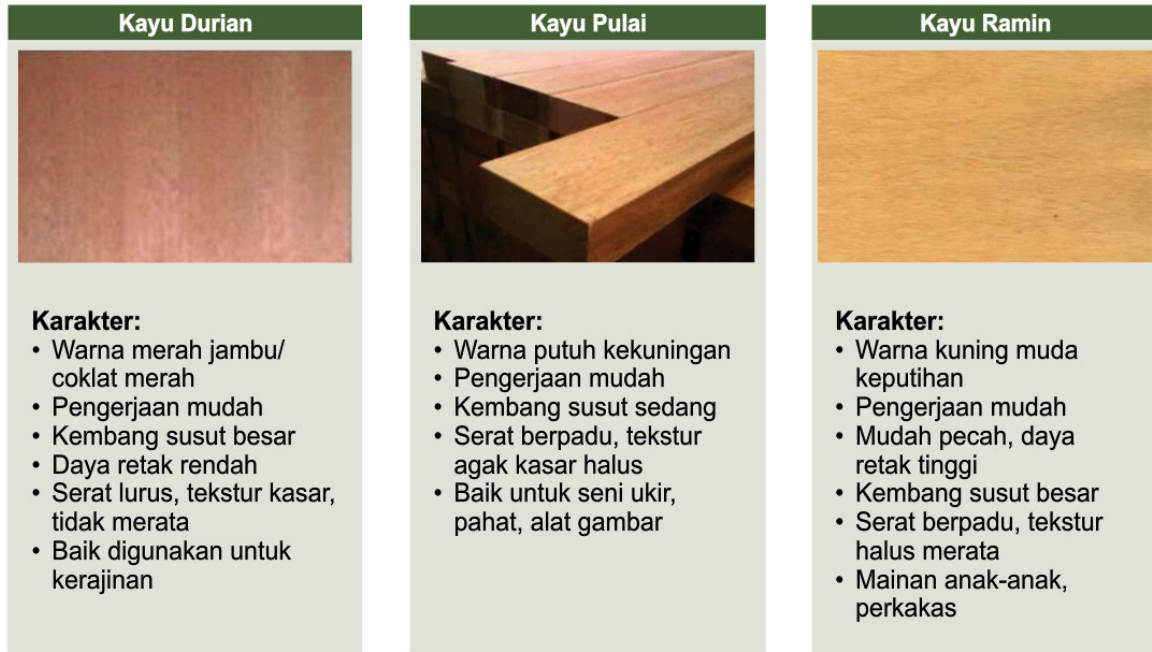 Kayu Durian
Karakter:
• Warna merah jambu/
coklat merah
• Pengerjaan mudah
• Kembang susut besar
• Daya retak rendah
• Serat lurus, tekstur kasar,
tidak merata
• Baik digunakan untuk
kerajinan
Kayu Pulai
Karakter:
• Warna putuh kekuningan
• Pengerjaan mudah
• Kembang susut sedang
• Serat berpadu, tekstur
agak kasar halus
• Baik untuk seni ukir,
pahat, alat gambar
Kayu Ramin
Karakter:
• Warna kuning muda
keputihan
• Pengerjaan mudah
• Mudah pecah, daya
retak tinggi
• Kembang susut besar
• Serat berpadu, tekstur
halus merata
• Mainan anak-anak,
perkakas